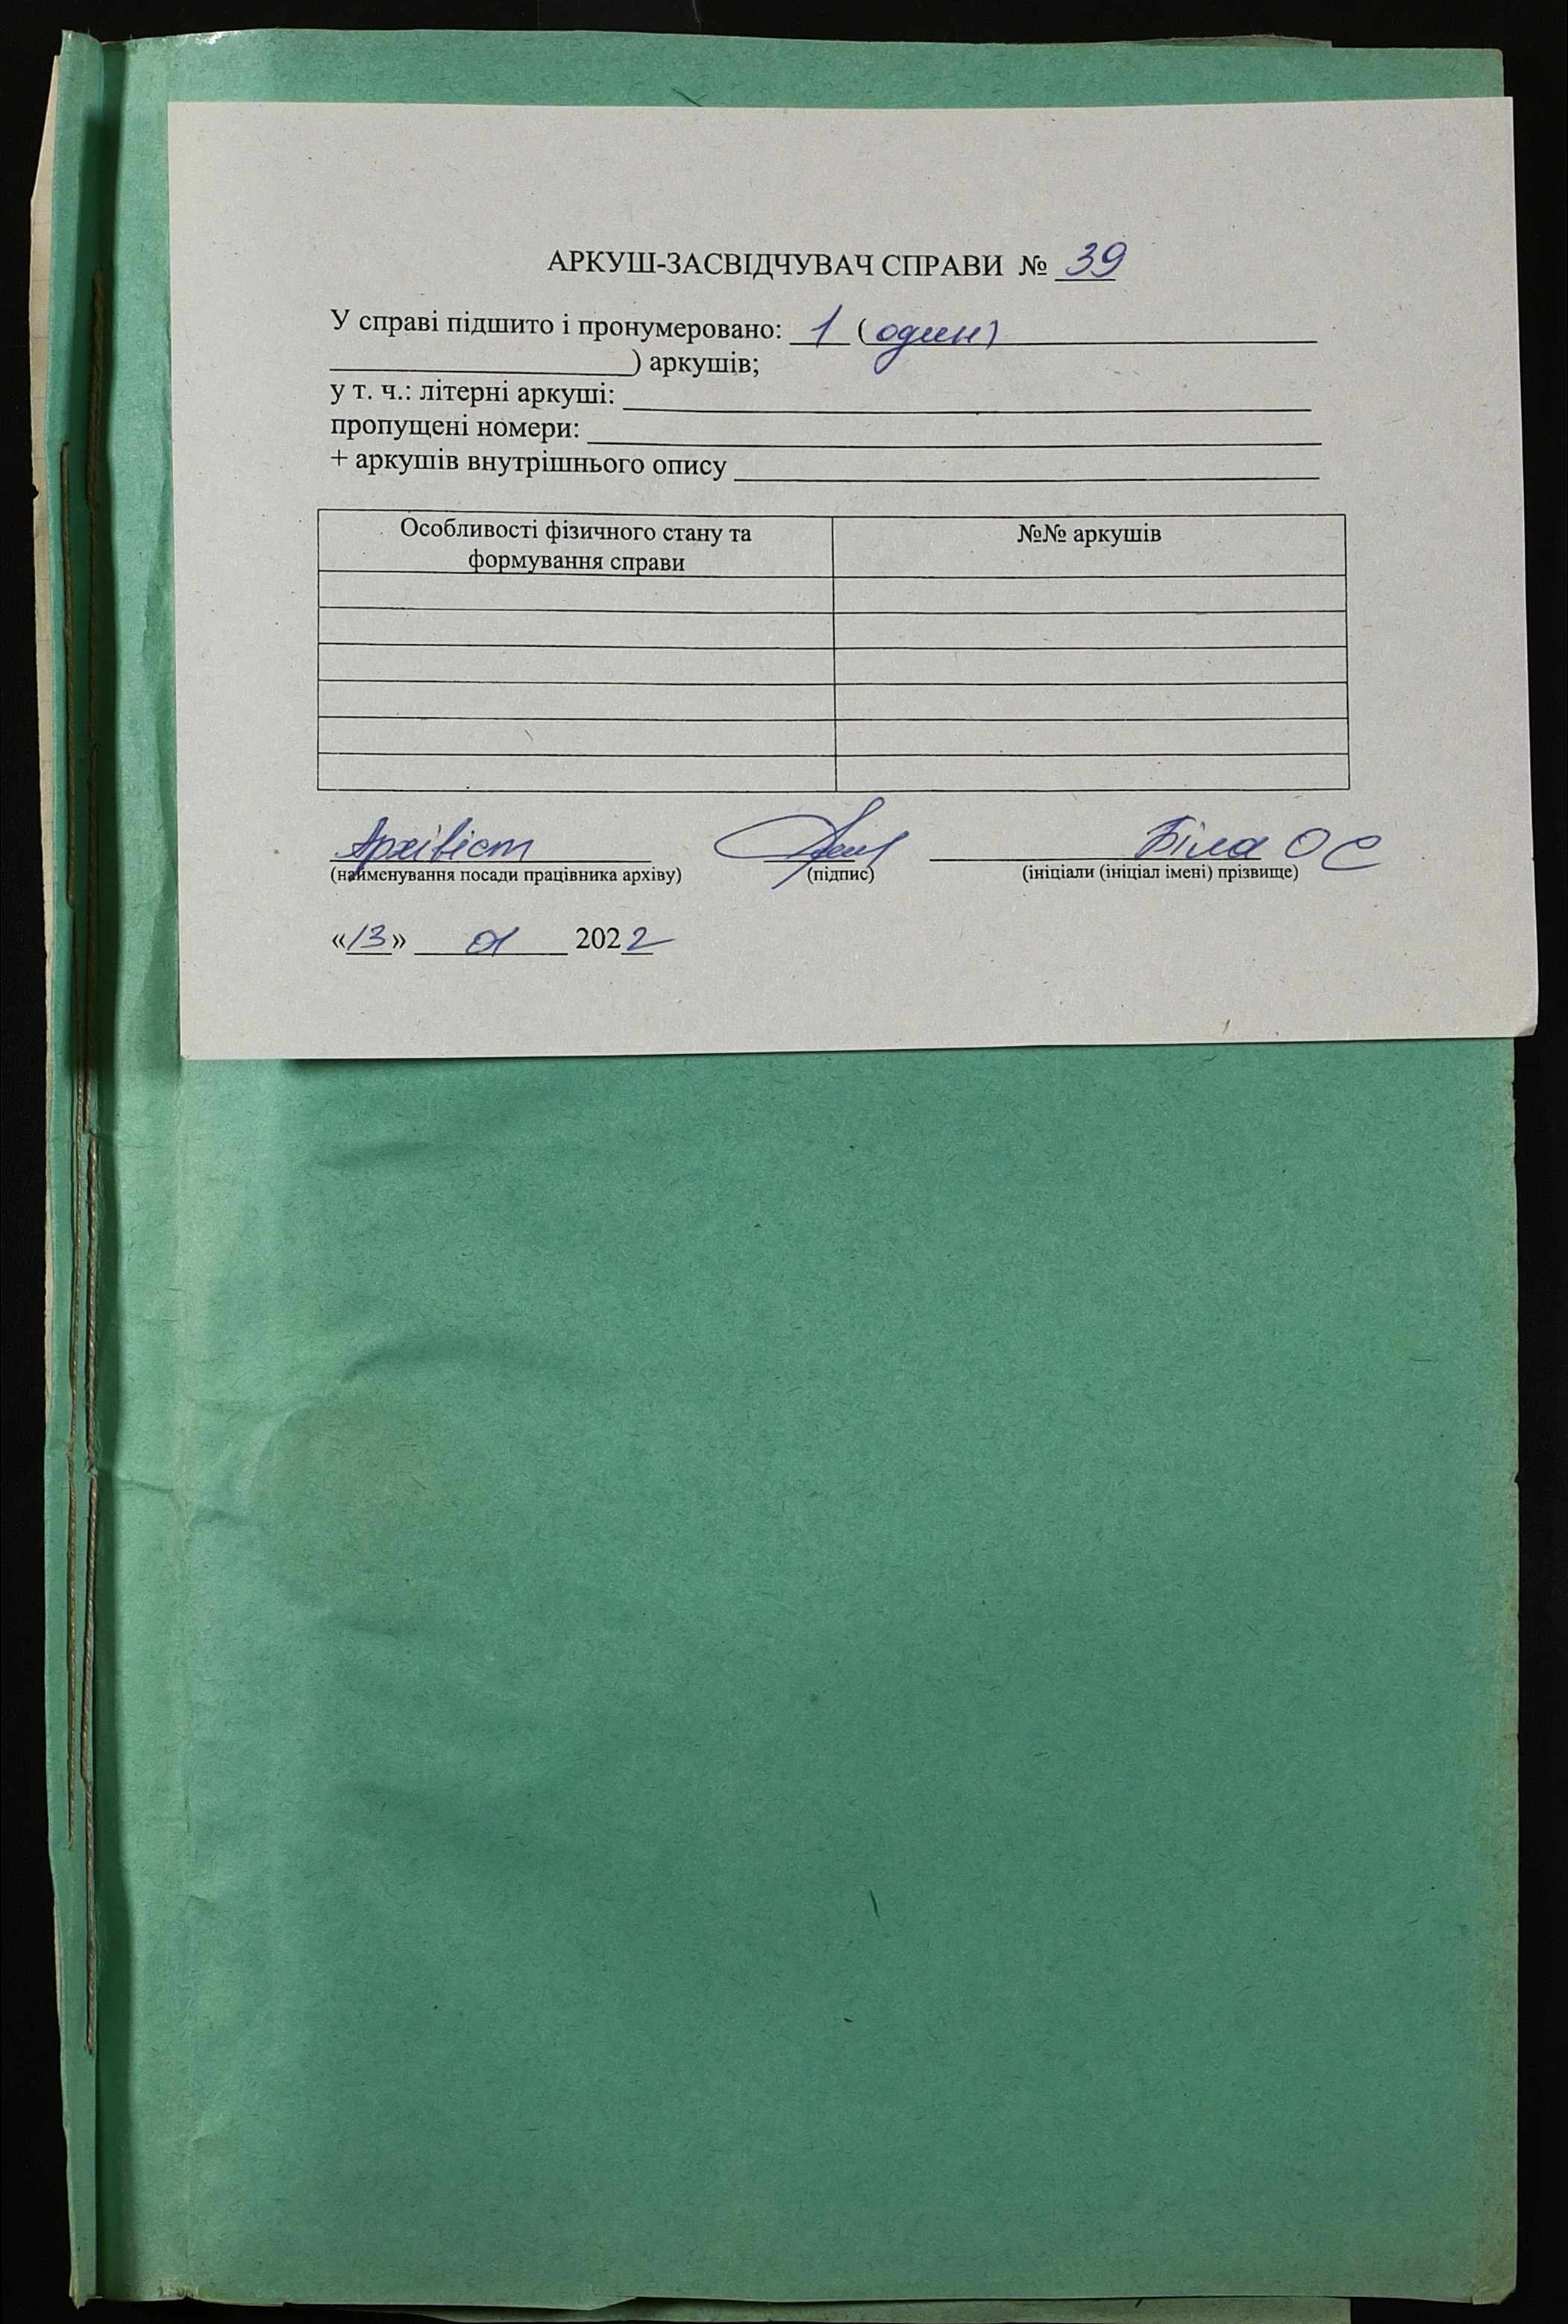 АРКУШ-ЗАСВІДЧУВАЧ СПРАВИ № 39
У справі підшито і пронумеровано: 1 (один)
) аркушів;
у т. ч.: літерні аркуші:
пропущені номери:
+ аркушів внутрішнього опису
Особливості фізичного стану та
формування справи
№№ аркушів
Архівіст Біла О С
(найменування посади працівника архіву) (підпис) (ініціали (ініціал імені) прізвище)
«13» 01 2022